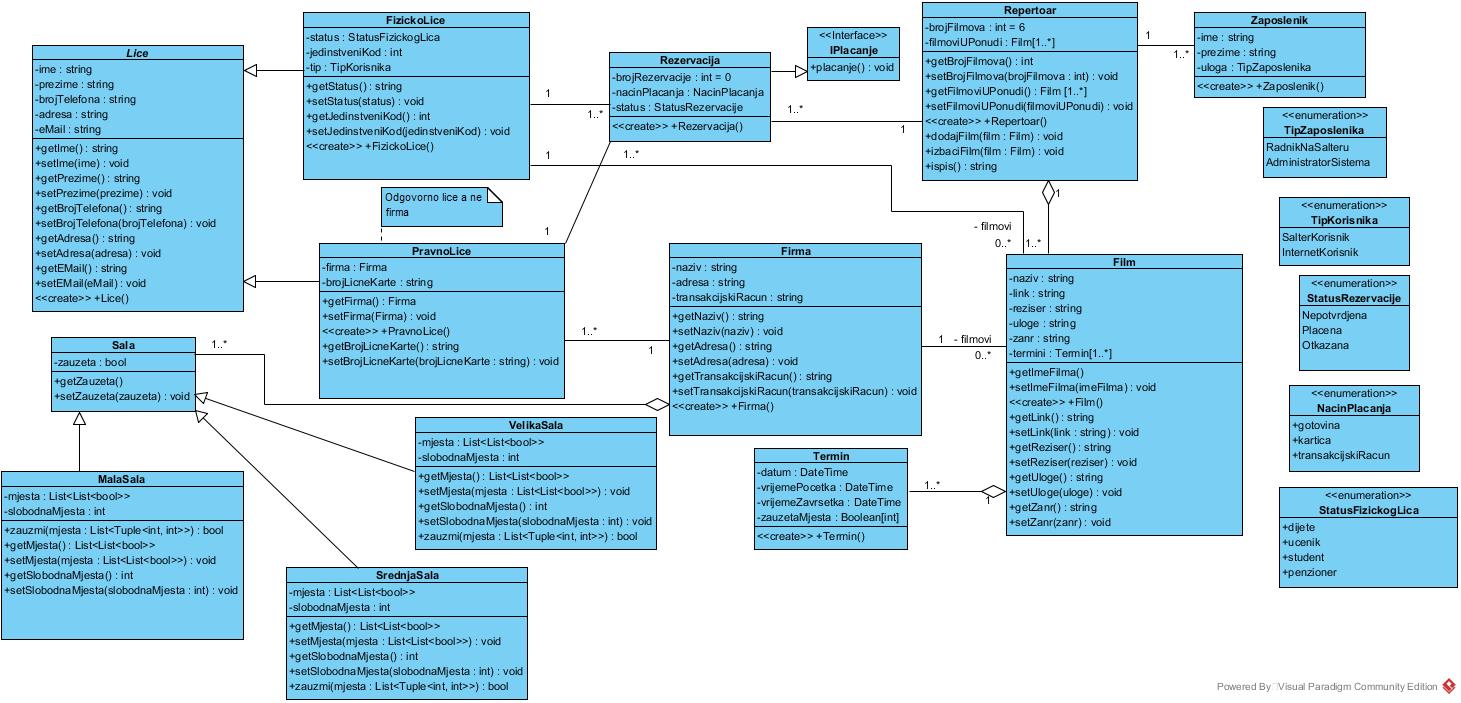 Lice
-ime : string
-prezime : string
-brojTelefona : string
-adresa : string
-eMail : string
+getIme() : string
+setIme(ime) : void
+getPrezime() : string
+setPrezime(prezime) : void
+getBrojTelefona() : string
+setBrojTelefona(brojTelefona) : void
+getAdresa() : string
+setAdresa(adresa) : void
+getEMail() : string
+setEMail(eMail) : void
<<create>> +Lice()
FizickoLice
-status : StatusFizickogLica
-jedinstveniKod : int
-tip : TipKorisnika
+getStatus() : string
+setStatus(status) : void
+getJedinstveniKod() : int
+setJedinstveniKod(jedinstveniKod) : void
<<create>> +FizickoLice()
1
1..*
1
Rezervacija
-brojRezervacije : int = 0
-nacinPlacanja : NacinPlacanja
-status : StatusRezervacije
<<create>> +Rezervacija()
1..*
1
1..*
1
<<Interface>>
IPlacanje
+placanje() : void
Repertoar
-brojFilmova : int = 6
-filmoviUPonudi : Film[1..*]
+getBrojFilmova() : int
+setBrojFilmova(brojFilmova : int) : void
+getFilmoviUPonudi() : Film [1..*]
+setFilmoviUPonudi(filmoviUPonudi) : void
<<create>> +Repertoar()
+dodajFilm(film : Film) : void
+izbaciFilm(film : Film) : void
+ispis() : string
1
1..*
1
- filmovi
0..*
1..*
Zaposlenik
-ime : string
-prezime : string
-uloga : TipZaposlenika
<<create>> +Zaposlenik()
<<enumeration>>
TipZaposlenika
RadnikNaSalteru
AdministratorSistema
<<enumeration>>
TipKorisnika
SalterKorisnik
InternetKorisnik
<<enumeration>>
StatusRezervacije
Nepotvrdjena
Placena
Otkazana
<<enumeration>>
NacinPlacanja
+gotovina
+kartica
+transakcijskiRacun
<<enumeration>>
StatusFizickogLica
+dijete
+ucenik
+student
+penzioner
Odgovorno lice a ne
firma
PravnoLice
-firma : Firma
-brojLicneKarte : string
+getFirma() : Firma
+setFirma(Firma) : void
<<create>> +PravnoLice()
+getBrojLicneKarte() : string
+setBrojLicneKarte(brojLicneKarte : string) : void
1..*
1
Firma
-naziv : string
-adresa : string
-transakcijskiRacun : string
+getNaziv() : string
+setNaziv(naziv) : void
+getAdresa() : string
+setAdresa(adresa) : void
+getTransakcijskiRacun() : string
+setTransakcijskiRacun(transakcijskiRacun) : void
<<create>> +Firma()
1
- filmovi
0..*
Film
-naziv : string
-link : string
-reziser : string
-uloge : string
-zanr : string
-termini : Termin[1..*]
+getImeFilma()
+setImeFilma(imeFilma) : void
<<create>> +Film()
+getLink() : string
+setLink(link : string) : void
+getReziser() : string
+setReziser(reziser) : void
+getUloge() : string
+setUloge(uloge) : void
+getZanr() : string
+setZanr(zanr) : void
Termin
-datum : DateTime
-vrijemePocetka : DateTime
-vrijemeZavrsetka : DateTime
-zauzetaMjesta : Boolean[int]
<<create>> +Termin()
1..*
1
Sala
-zauzeta : bool
+getZauzeta()
+setZauzeta(zauzeta) : void
1..*
VelikaSala
-mjesta : List<List<bool>>
-slobodnaMjesta : int
+getMjesta() : List<List<bool>>
+setMjesta(mjesta : List<List<bool>>) : void
+getSlobodnaMjesta() : int
+setSlobodnaMjesta(slobodnaMjesta : int) : void
+zauzmi(mjesta : List<Tuple<int, int>>) : bool
MalaSala
-mjesta : List<List<bool>>
-slobodnaMjesta : int
+zauzmi(mjesta : List<Tuple<int, int>>) : bool
+getMjesta() : List<List<bool>>
+setMjesta(mjesta : List<List<bool>>) : void
+getSlobodnaMjesta() : int
+setSlobodnaMjesta(slobodnaMjesta : int) : void
SrednjaSala
-mjesta : List<List<bool>>
-slobodnaMjesta : int
+getMjesta() : List<List<bool>>
+setMjesta(mjesta : List<List<bool>>) : void
+getSlobodnaMjesta() : int
+setSlobodnaMjesta(slobodnaMjesta : int) : void
+zauzmi(mjesta : List<Tuple<int, int>>) : bool
Powered By Visual Paradigm Community Edition